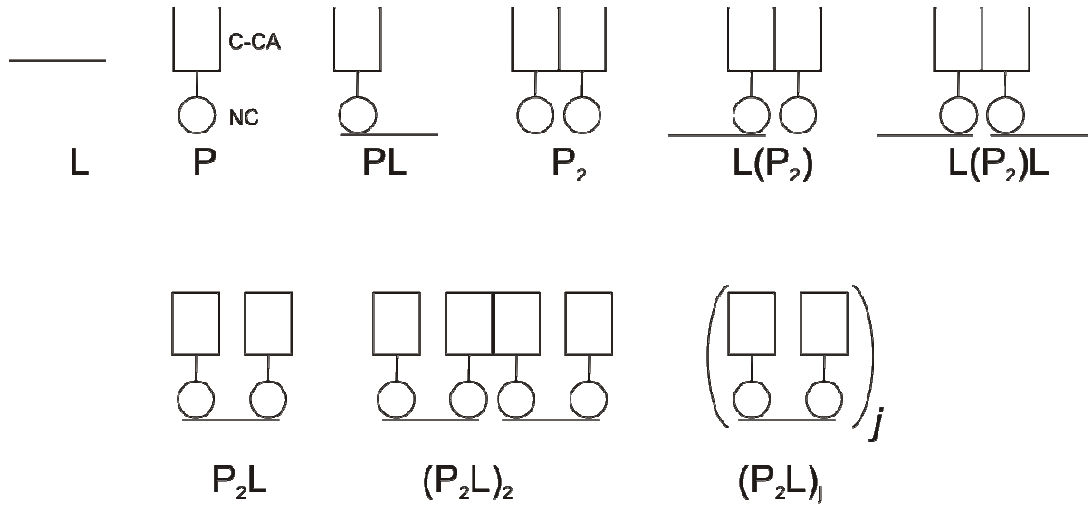 C-CA
NC
L P PL P₂ L(P₂) L(P₂)L
j
P₂L (P₂L)₂ (P₂L)ⱼ